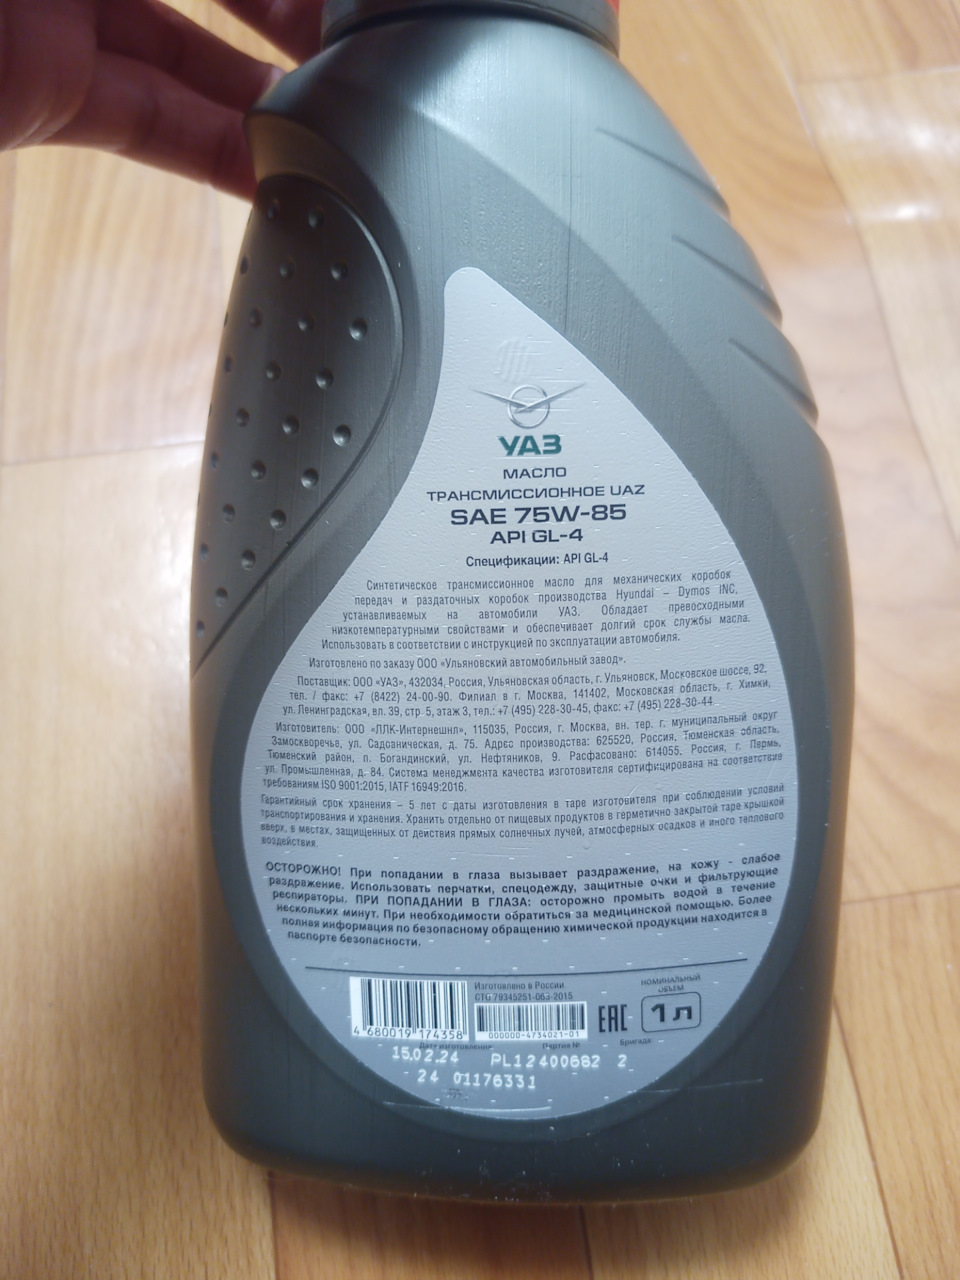 УАЗ
МАСЛО
ТРАНСМИССИОННОЕ UAZ
SAE 75W-85
API GL-4
Спецификации: API GL-4
Синтетическое трансмиссионное масло для механических коробок
передач и раздаточных коробок производства Hyundai – Dymos INC,
устанавливаемых на автомобили УАЗ. Обладает превосходными
низкотемпературными свойствами и обеспечивает долгий срок службы масла.
Использовать в соответствии с инструкцией по эксплуатации автомобиля.
Изготовлено по заказу ООО «Ульяновский автомобильный завод».
Поставщик: ООО «УАЗ», 432034, Россия, Ульяновская область, г. Ульяновск, Московское шоссе, 92,
тел. / факс: +7 (8422) 24-00-90. Филиал в г. Москва, 141402, Московская область, г. Химки,
ул. Ленинградская, вл. 39, стр. 5, этаж 3, тел.: +7 (495) 228-30-45, факс: +7 (495) 228-30-44
Изготовитель: ООО «ЛЛК-Интернешнл», 115035, Россия, г. Москва, вн. тер. г. муниципальный округ
Замоскворечье, ул. Садовническая, д. 75. Адрес производства: 625520, Россия, Тюменская область,
Тюменский район, п. Богандинский, ул. Нефтяников, 9. Расфасовано: 614055, Россия, г. Пермь,
ул. Промышленная, д. 84. Система менеджмента качества изготовителя сертифицирована на соответствие
требованиям ISO 9001:2015, IATF 16949:2016.
Гарантийный срок хранения – 5 лет с даты изготовления в таре изготовителя при соблюдении условий
транспортирования и хранения. Хранить отдельно от пищевых продуктов в герметично закрытой таре крышкой
вверх, в местах, защищенных от действия прямых солнечных лучей, атмосферных осадков и иного теплового
воздействия.
ОСТОРОЖНО! При попадании в глаза вызывает раздражение, на кожу - слабое
раздражение. Использовать перчатки, спецодежду, защитные очки и фильтрующие
респираторы. ПРИ ПОПАДАНИИ В ГЛАЗА: осторожно промыть водой в течение
нескольких минут. При необходимости обратиться за медицинской помощью. Более
полная информация по безопасному обращению химической продукции находится в
паспорте безопасности.
Изготовлено в России
СТО 79345251-063-2015
НОМИНАЛЬНЫЙ
ОБЪЕМ
1 л
EAC
4 680019 174358
000000-4734021-01
Дата изготовления Партия № Бригада
15.02.24 PL12400682 2
24 01176331